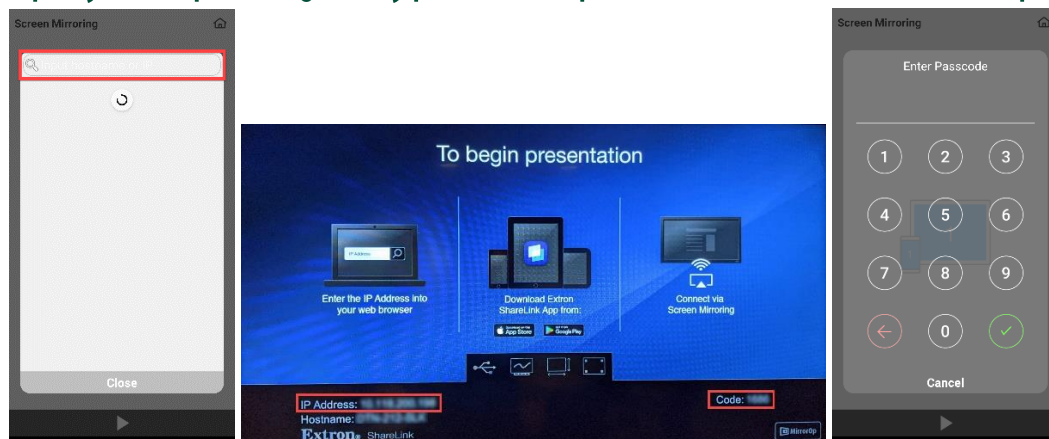 Screen Mirroring
Close
To begin presentation
IP Address
Enter the IP Address into
your web browser
Download Extron
ShareLink App from:
App Store
Google Play
Connect via
Screen Mirroring
IP Address:
Hostname:
Extron® ShareLink
Code:
MirrorOp
Screen Mirroring
Enter Passcode
1 2 3
4 5 6
7 8 9
0
Cancel